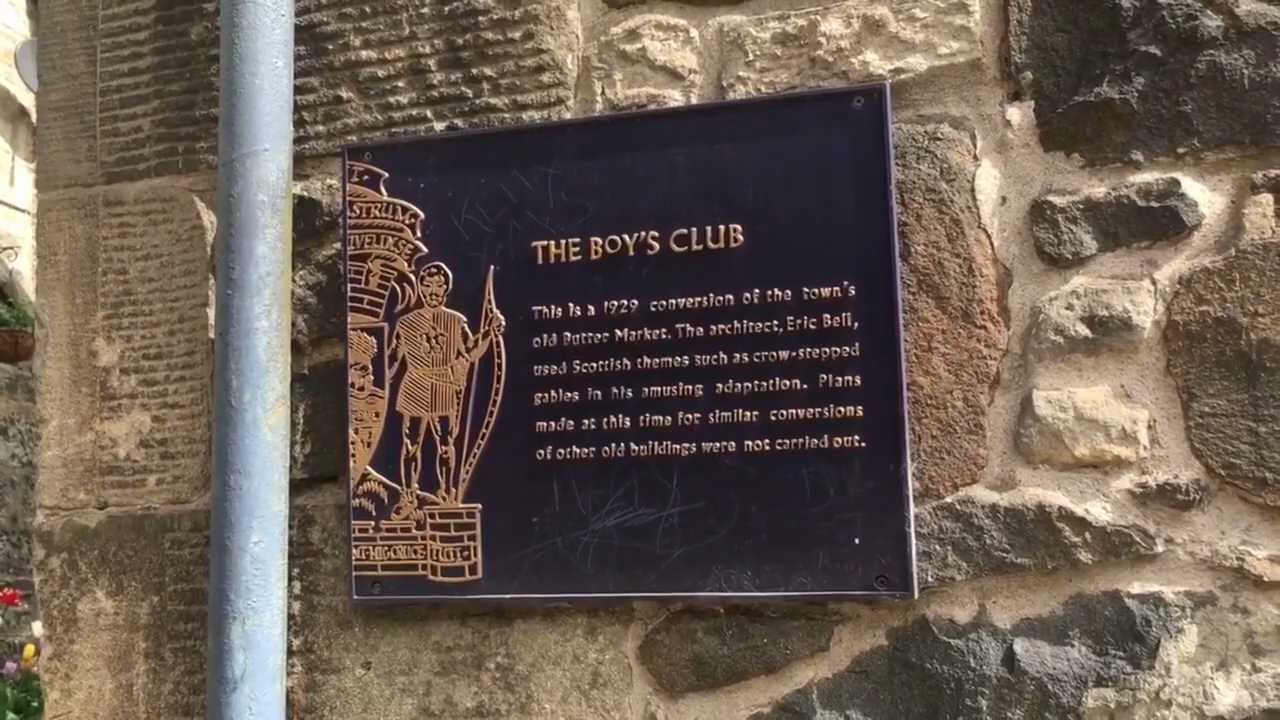 ASTRUM
THE BOY'S CLUB
This is a 1929 conversion of the town's
old Butter Market. The architect, Eric Bell,
used Scottish themes such as crow-stepped
gables in his amusing adaptation. Plans
made at this time for similar conversions
of other old buildings were not carried out.